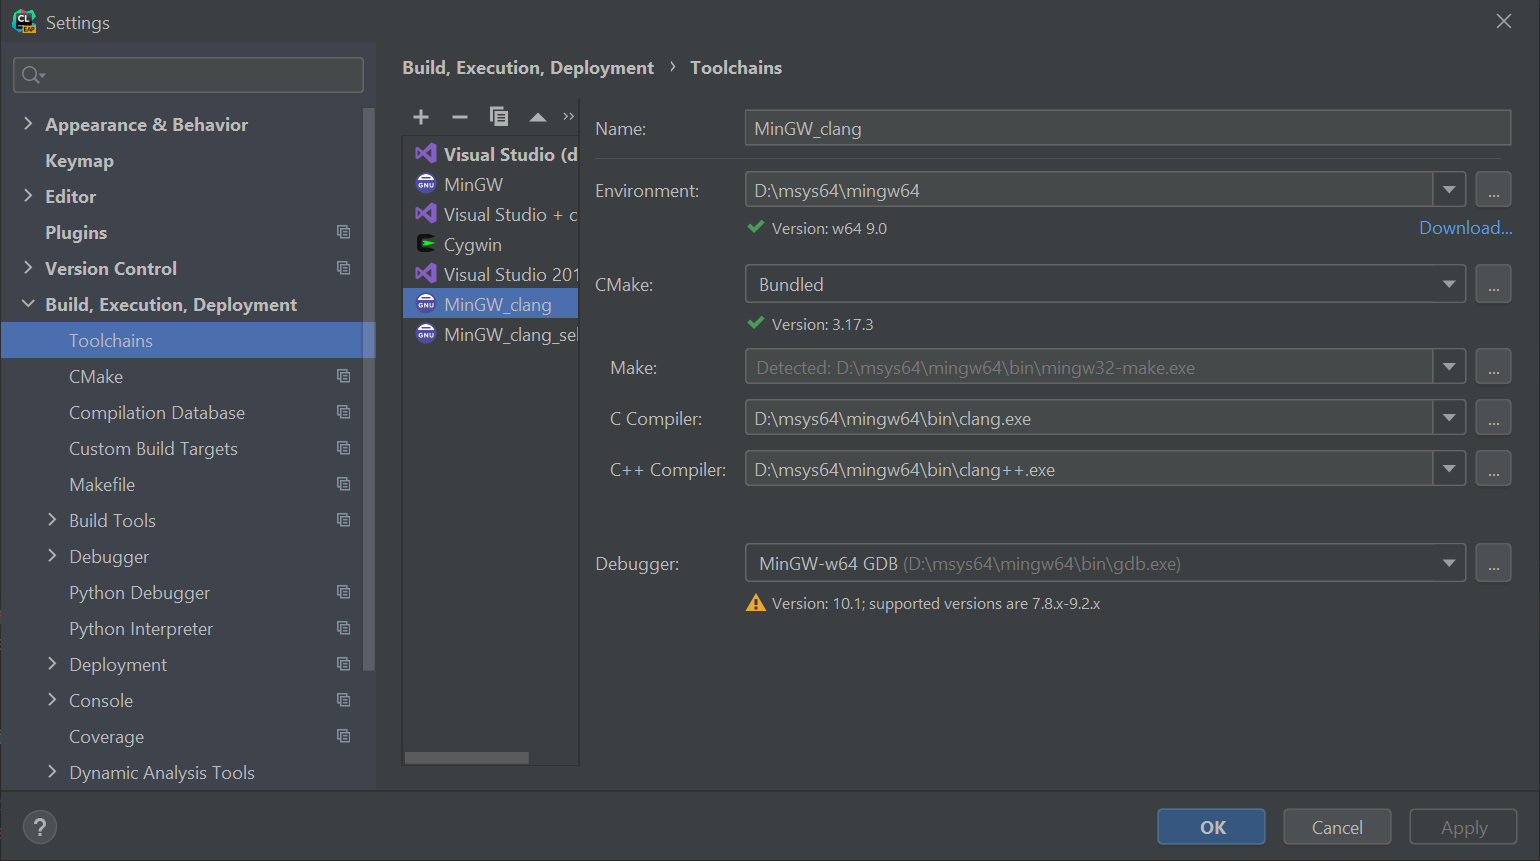 Settings
Appearance & Behavior
Keymap
Editor
Plugins
Version Control
Build, Execution, Deployment
Toolchains
CMake
Compilation Database
Custom Build Targets
Makefile
Build Tools
Debugger
Python Debugger
Python Interpreter
Deployment
Console
Coverage
Dynamic Analysis Tools
Build, Execution, Deployment › Toolchains
Visual Studio (d
MinGW
Visual Studio + c
Cygwin
Visual Studio 201
MinGW_clang
MinGW_clang_sel
Name: MinGW_clang
Environment: D:\msys64\mingw64 ...
Version: w64 9.0 Download...
CMake: Bundled ...
Version: 3.17.3
Make: Detected: D:\msys64\mingw64\bin\mingw32-make.exe ...
C Compiler: D:\msys64\mingw64\bin\clang.exe ...
C++ Compiler: D:\msys64\mingw64\bin\clang++.exe ...
Debugger: MinGW-w64 GDB (D:\msys64\mingw64\bin\gdb.exe) ...
Version: 10.1; supported versions are 7.8.x-9.2.x
? OK Cancel Apply